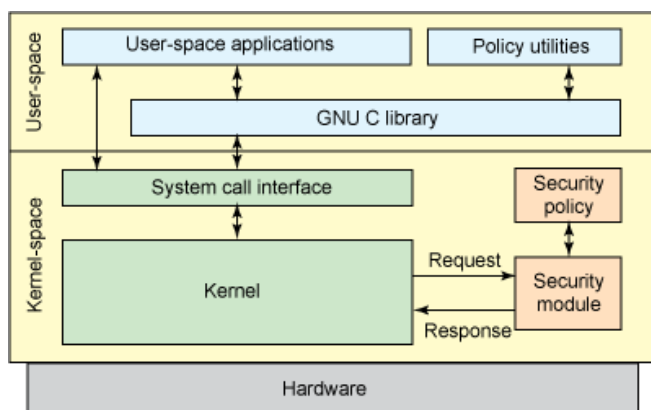 User-space applications
Policy utilities
User-space
GNU C library
System call interface
Security
policy
Kernel-space
Request
Kernel
Security
module
Response
Hardware